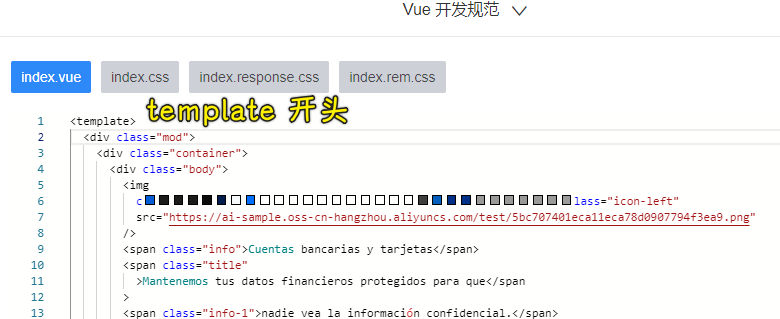 Vue 开发规范
index.vue index.css index.response.css index.rem.css
template 开头
1 <template>
2 <div class="mod">
3 <div class="container">
4 <div class="body">
5 <img
6 class="icon-left"
7 src="https://ai-sample.oss-cn-hangzhou.aliyuncs.com/test/5bc707401eca11eca78d0907794f3ea9.png"
8 />
9 <span class="info">Cuentas bancarias y tarjetas</span>
10 <span class="title"
11 >Mantenemos tus datos financieros protegidos para que</span
12 >
13 <span class="info-1">nadie vea la información confidencial.</span>